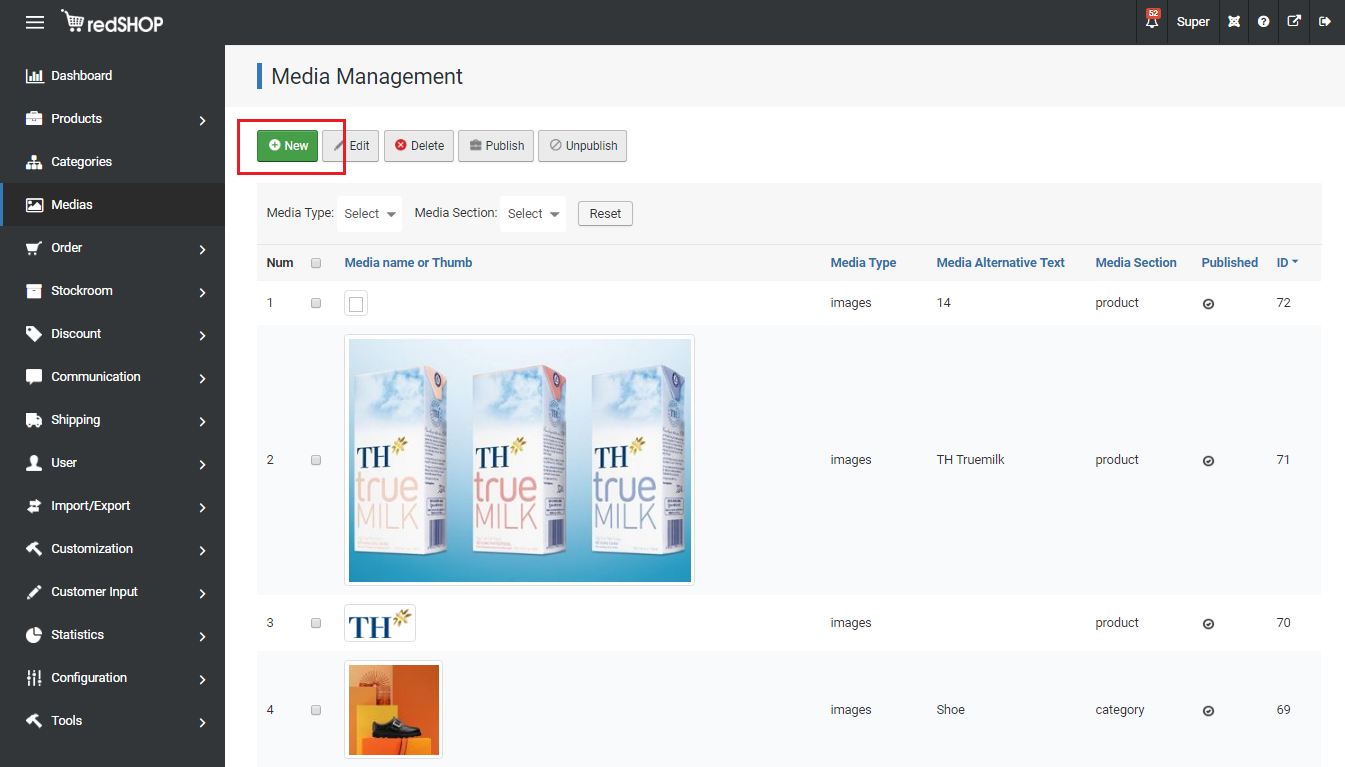 redSHOP
52
Super
Dashboard
Products
Categories
Medias
Order
Stockroom
Discount
Communication
Shipping
User
Import/Export
Customization
Customer Input
Statistics
Configuration
Tools
Media Management
New Edit Delete Publish Unpublish
Media Type: Select Media Section: Select Reset
Num Media name or Thumb Media Type Media Alternative Text Media Section Published ID
1 images 14 product 72
2 images TH Truemilk product 71
TH TH TH
true true true
MILK MILK MILK
3 images product 70
TH
4 images Shoe category 69